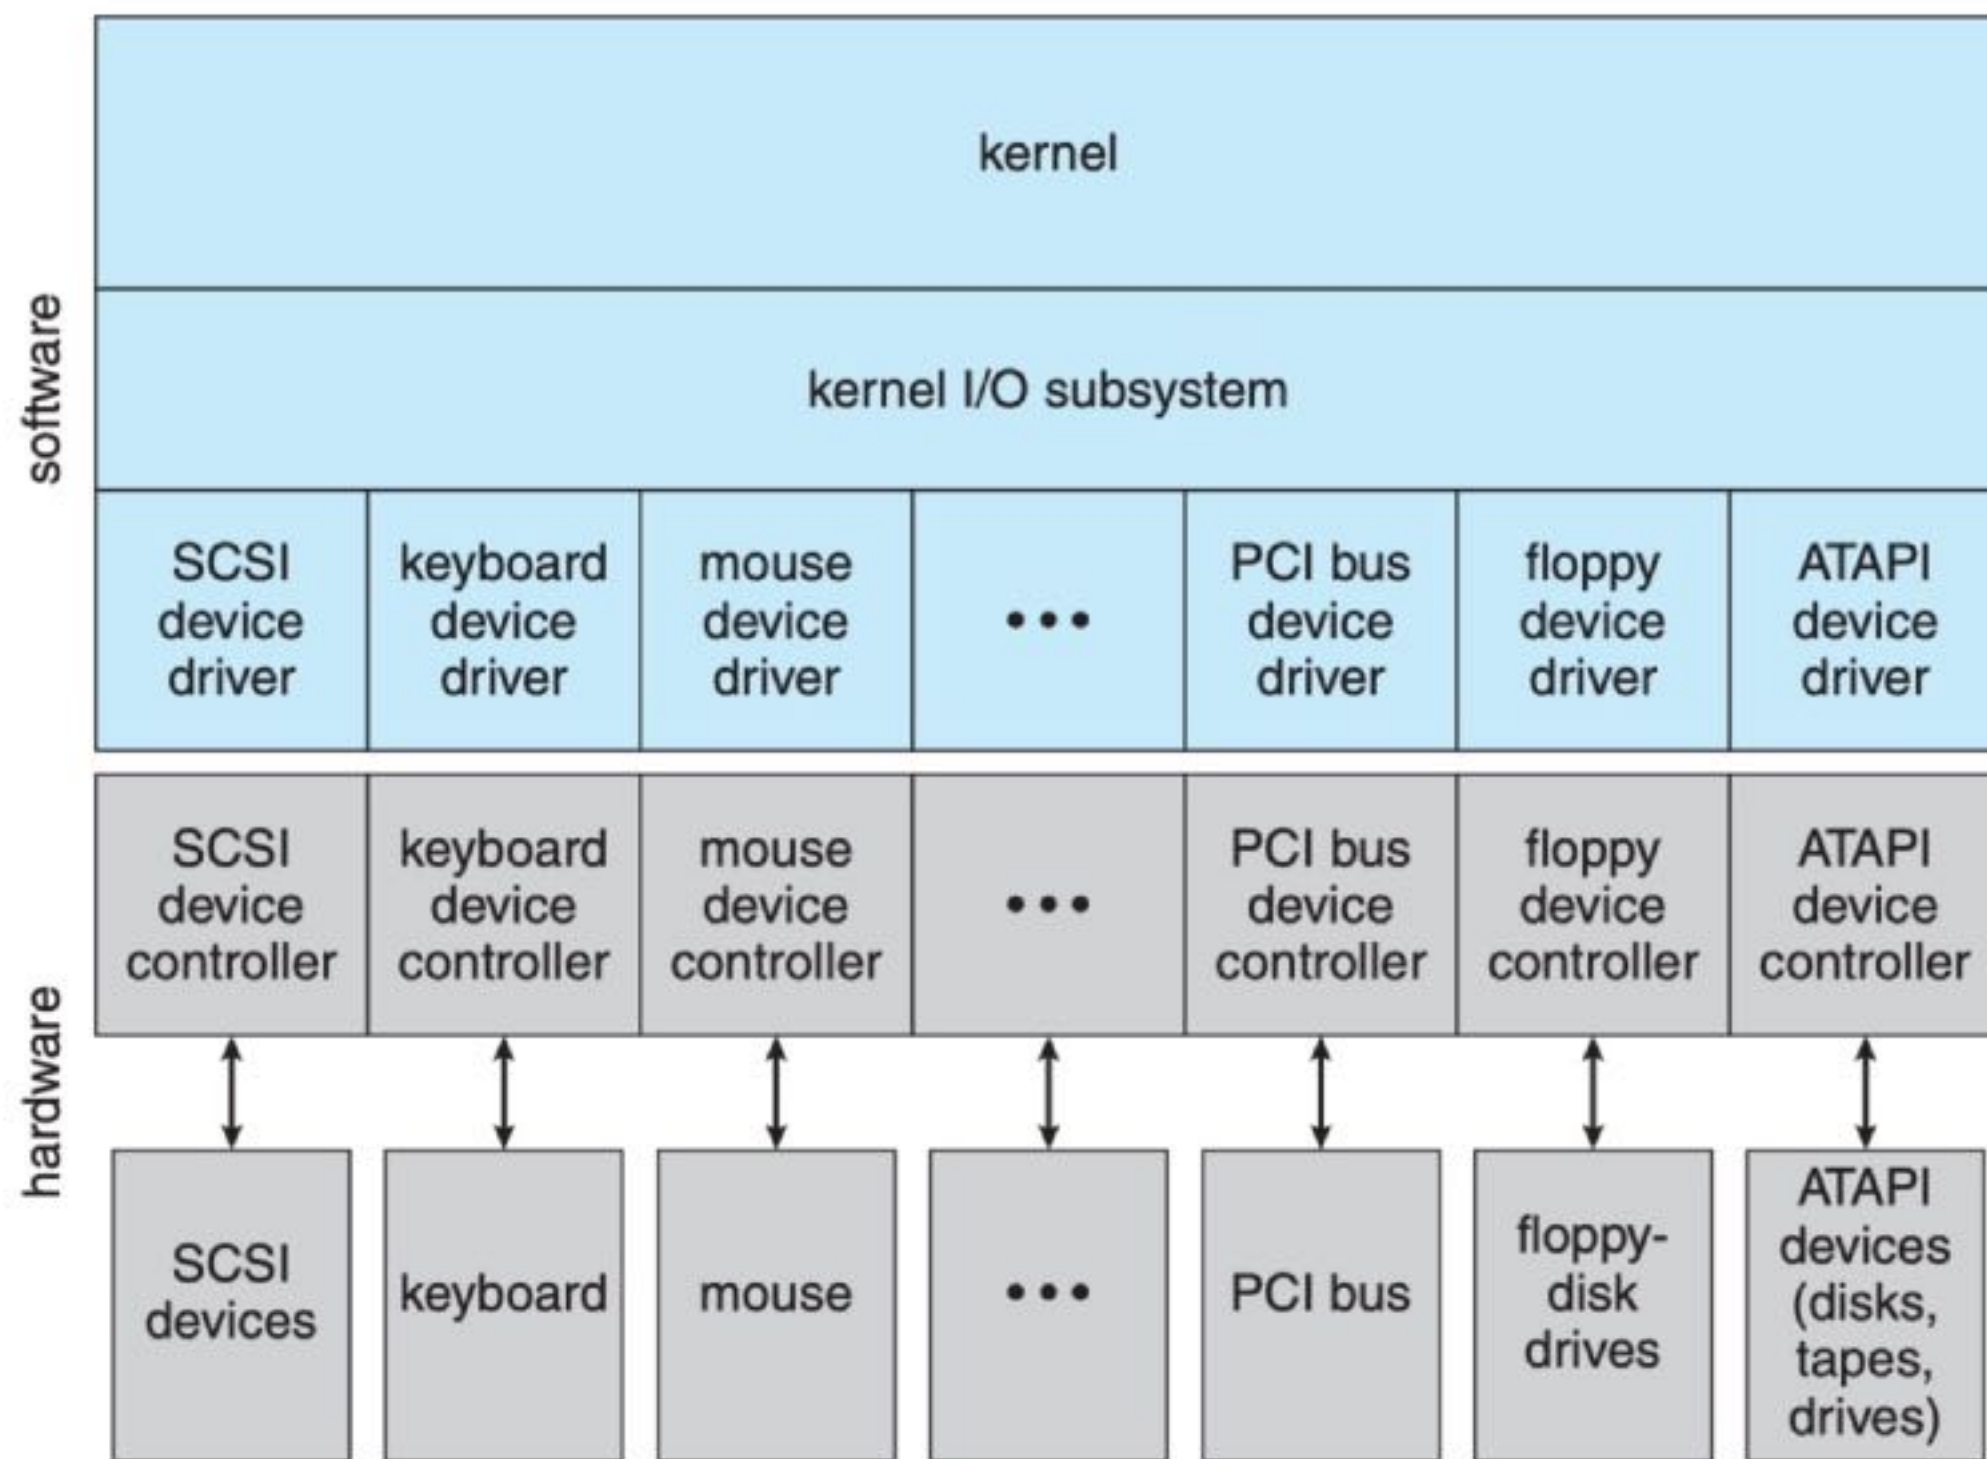 kernel
software
kernel I/O subsystem
SCSI
device
driver
keyboard
device
driver
mouse
device
driver
•••
PCI bus
device
driver
floppy
device
driver
ATAPI
device
driver
hardware
SCSI
device
controller
keyboard
device
controller
mouse
device
controller
•••
PCI bus
device
controller
floppy
device
controller
ATAPI
device
controller
SCSI
devices
keyboard
mouse
•••
PCI bus
floppy-
disk
drives
ATAPI
devices
(disks,
tapes,
drives)